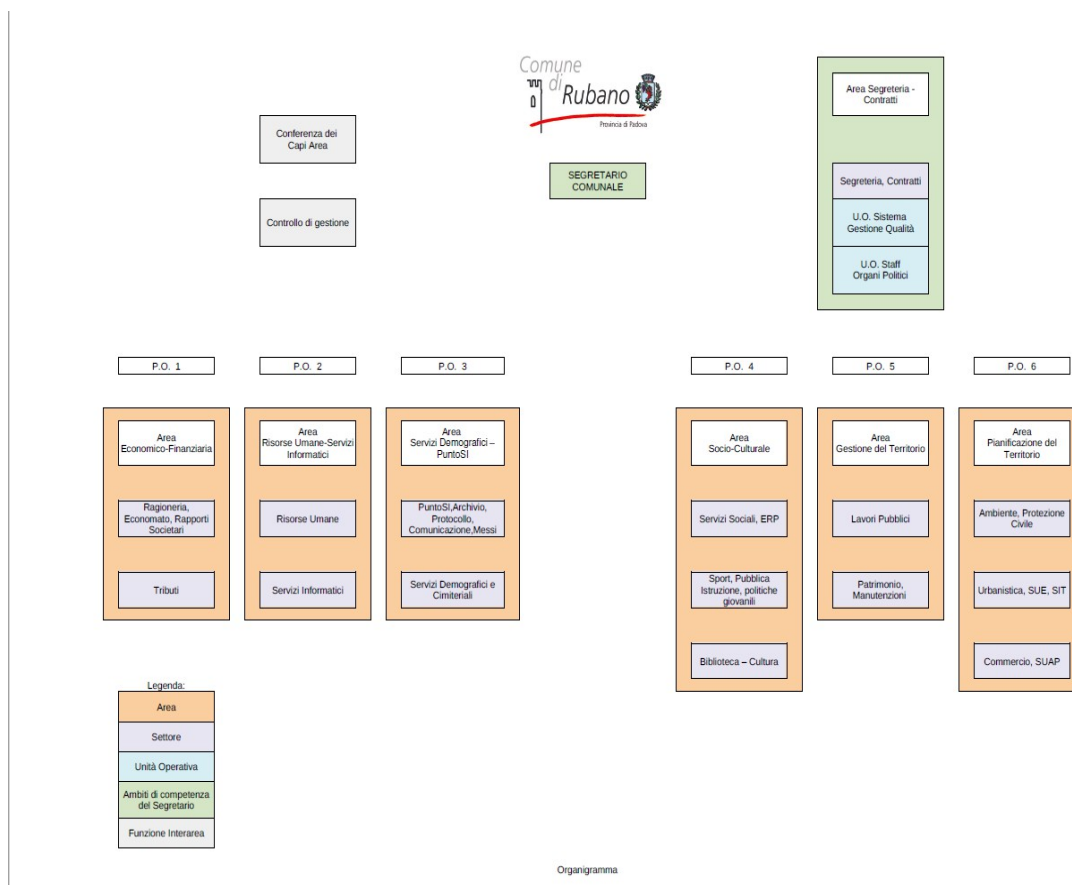 Comune
di
Rubano
Provincia di Padova
Conferenza dei
Capi Area
SEGRETARIO
COMUNALE
Controllo di gestione
Area Segreteria -
Contratti
Segreteria, Contratti
U.O. Sistema
Gestione Qualità
U.O. Staff
Organi Politici
P.O. 1
P.O. 2
P.O. 3
P.O. 4
P.O. 5
P.O. 6
Area
Economico-Finanziaria
Ragioneria,
Economato, Rapporti
Societari
Tributi
Area
Risorse Umane-Servizi
Informatici
Risorse Umane
Servizi Informatici
Area
Servizi Demografici –
PuntoSI
PuntoSI,Archivio,
Protocollo,
Comunicazione,Messi
Servizi Demografici e
Cimiteriali
Area
Socio-Culturale
Servizi Sociali, ERP
Sport, Pubblica
Istruzione, politiche
giovanili
Biblioteca – Cultura
Area
Gestione del Territorio
Lavori Pubblici
Patrimonio,
Manutenzioni
Area
Pianificazione del
Territorio
Ambiente, Protezione
Civile
Urbanistica, SUE, SIT
Commercio, SUAP
Legenda:
Area
Settore
Unità Operativa
Ambiti di competenza
del Segretario
Funzione Interarea
Organigramma